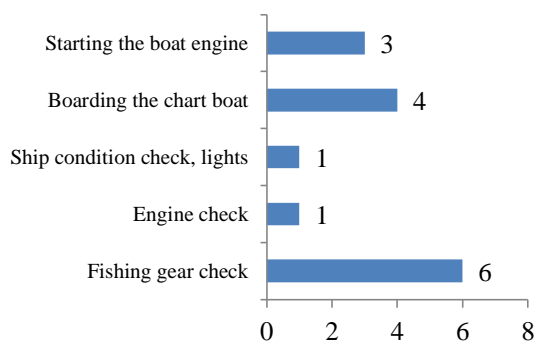 Starting the boat engine 3
Boarding the chart boat 4
Ship condition check, lights 1
Engine check 1
Fishing gear check 6
0 2 4 6 8